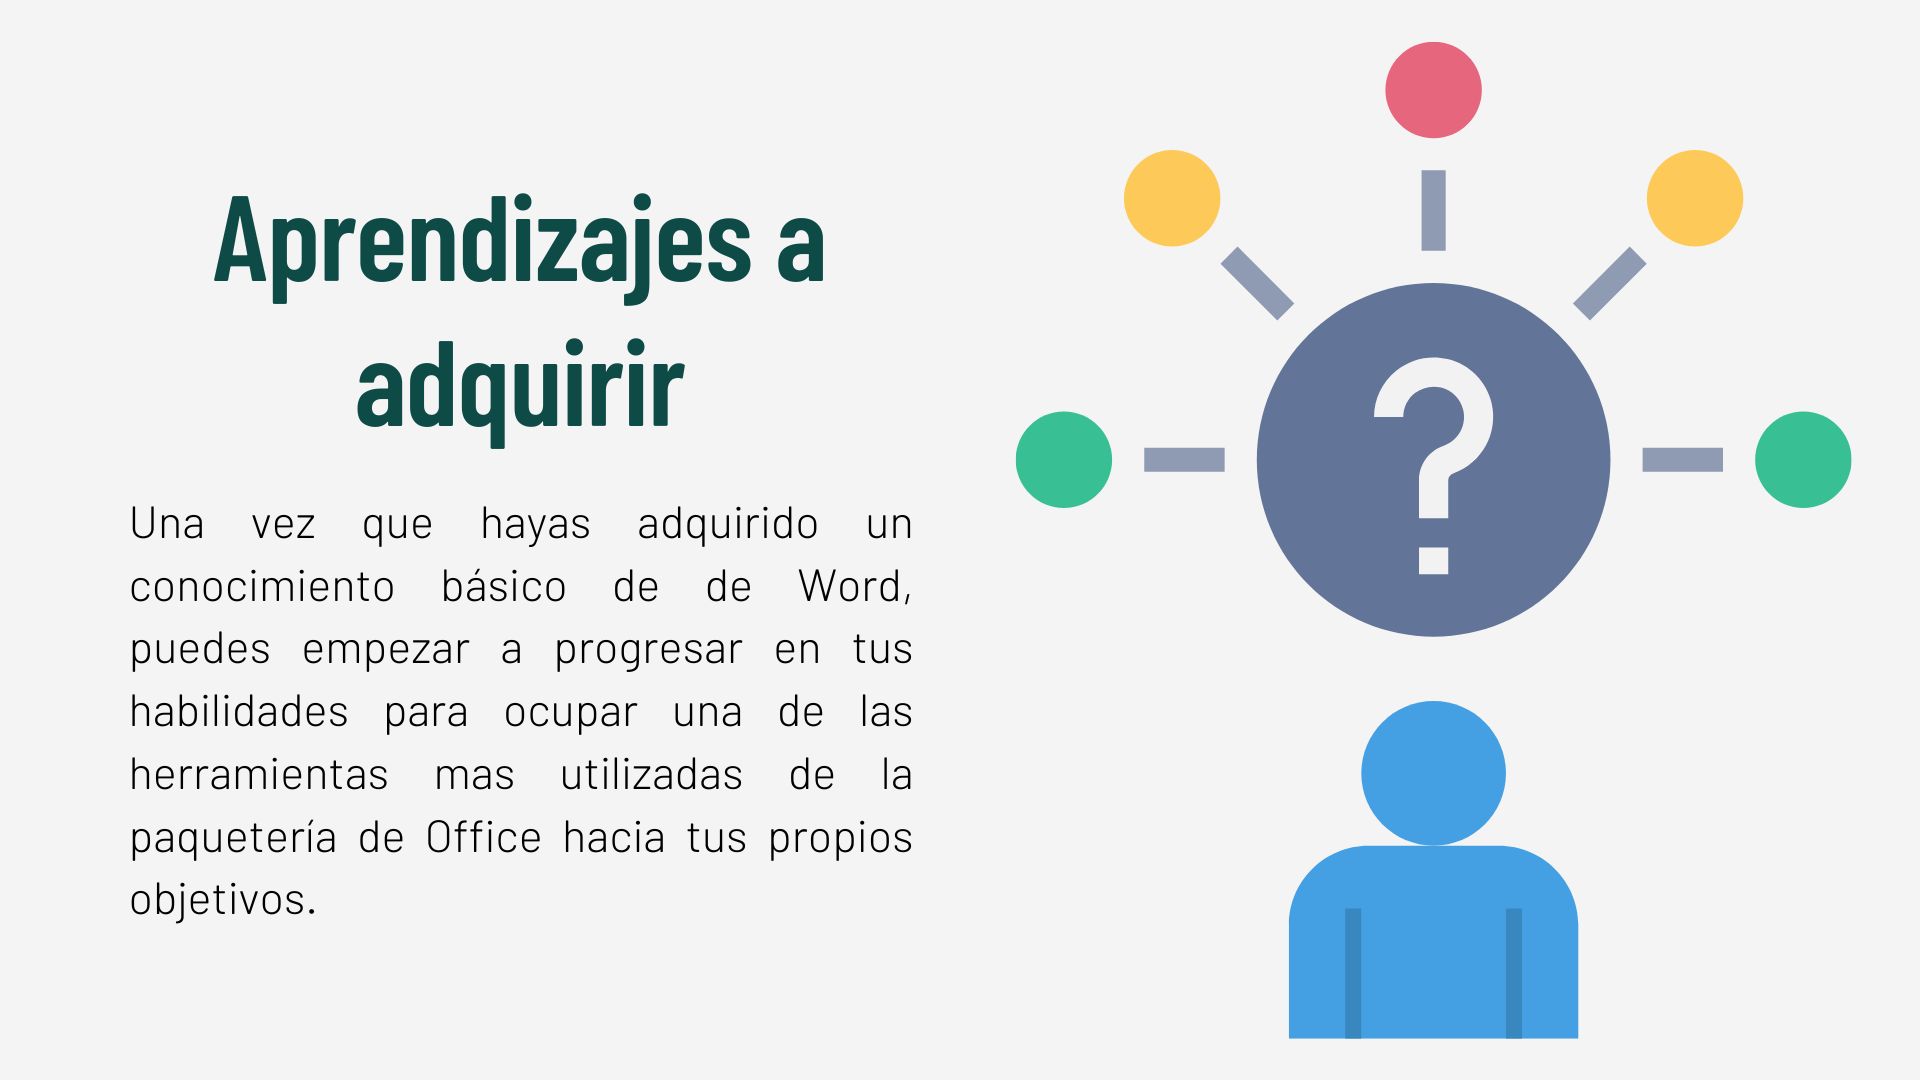 Aprendizajes a
adquirir
Una vez que hayas adquirido un
conocimiento básico de de Word,
puedes empezar a progresar en tus
habilidades para ocupar una de las
herramientas mas utilizadas de la
paquetería de Office hacia tus propios
objetivos.
?